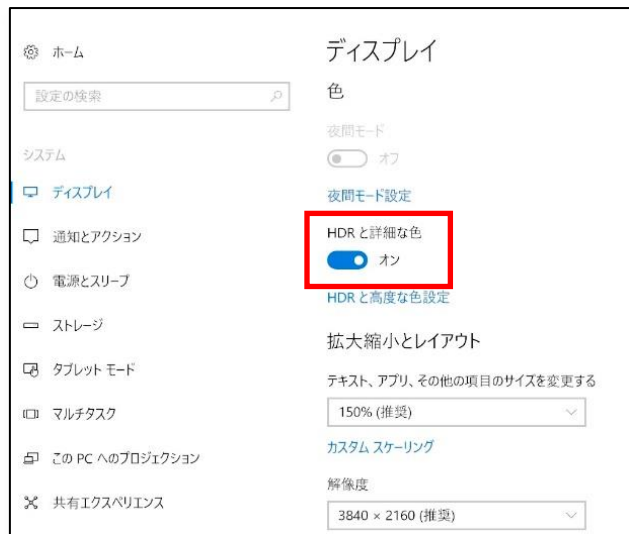 ホーム
設定の検索
システム
ディスプレイ
通知とアクション
電源とスリープ
ストレージ
タブレット モード
マルチタスク
この PC へのプロジェクション
共有エクスペリエンス
ディスプレイ
色
夜間モード
オフ
夜間モード設定
HDR と詳細な色
オン
HDR と高度な色設定
拡大縮小とレイアウト
テキスト、アプリ、その他の項目のサイズを変更する
150% (推奨)
カスタム スケーリング
解像度
3840 × 2160 (推奨)